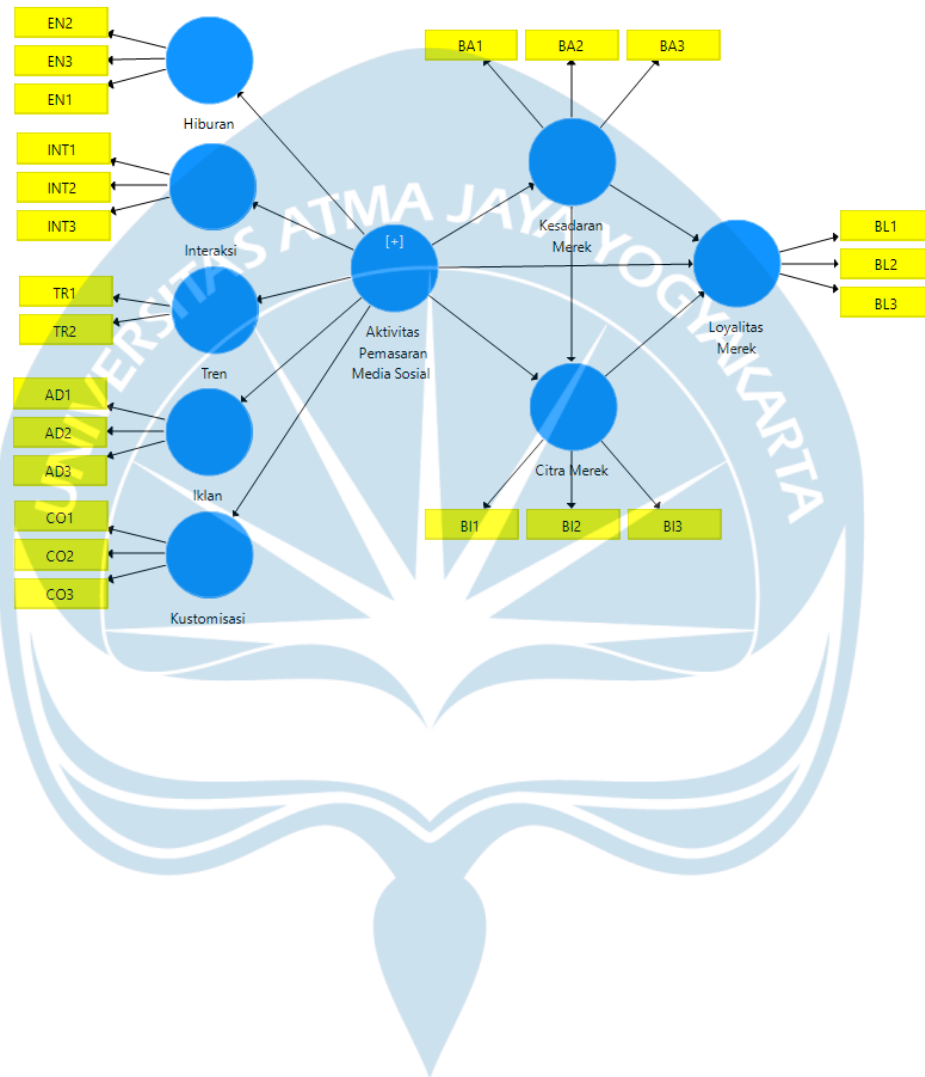 EN2
EN3
EN1
Hiburan
INT1
INT2
INT3
Interaksi
TR1
TR2
Tren
AD1
AD2
AD3
Iklan
CO1
CO2
CO3
Kustomisasi
[+]
Aktivitas
Pemasaran
Media Sosial
BA1
BA2
BA3
Kesadaran
Merek
BL1
BL2
BL3
Loyalitas
Merek
Citra Merek
BI1
BI2
BI3
UNIVERSITAS ATMA JAYA YOGYAKARTA